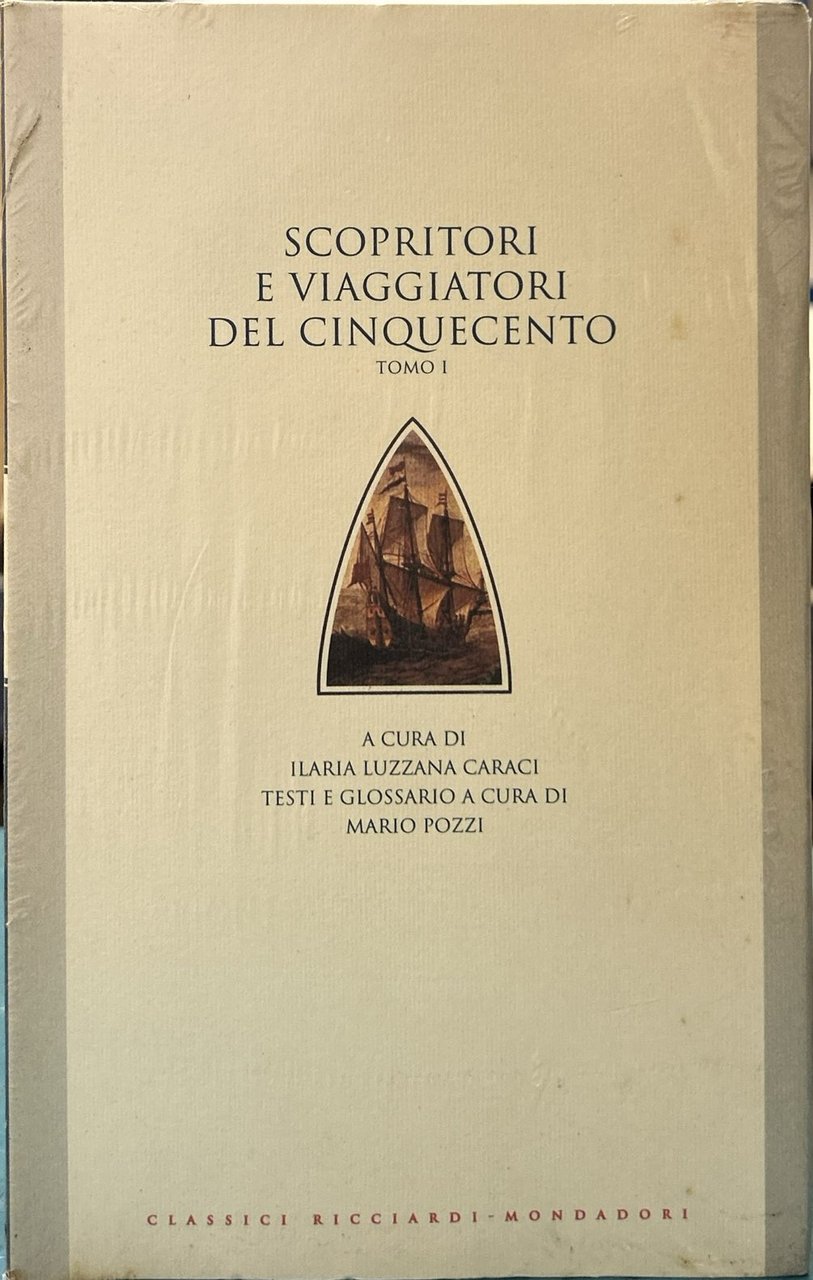 SCOPRITORI
E VIAGGIATORI
DEL CINQUECENTO
TOMO I
A CURA DI
ILARIA LUZZANA CARACI
TESTI E GLOSSARIO A CURA DI
MARIO POZZI
CLASSICI RICCIARDI-MONDADORI